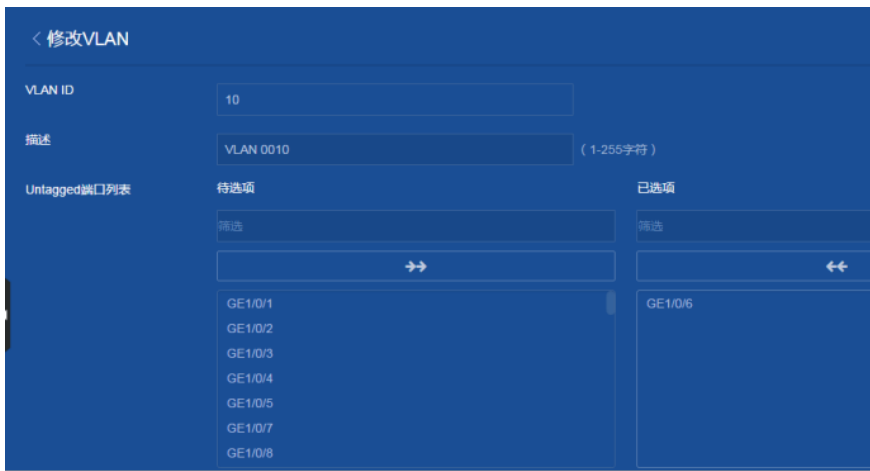 修改VLAN
VLAN ID
10
描述
VLAN 0010
（1-255字符）
Untagged端口列表
待选项
已选项
筛选
筛选
GE1/0/1
GE1/0/6
GE1/0/2
GE1/0/3
GE1/0/4
GE1/0/5
GE1/0/7
GE1/0/8